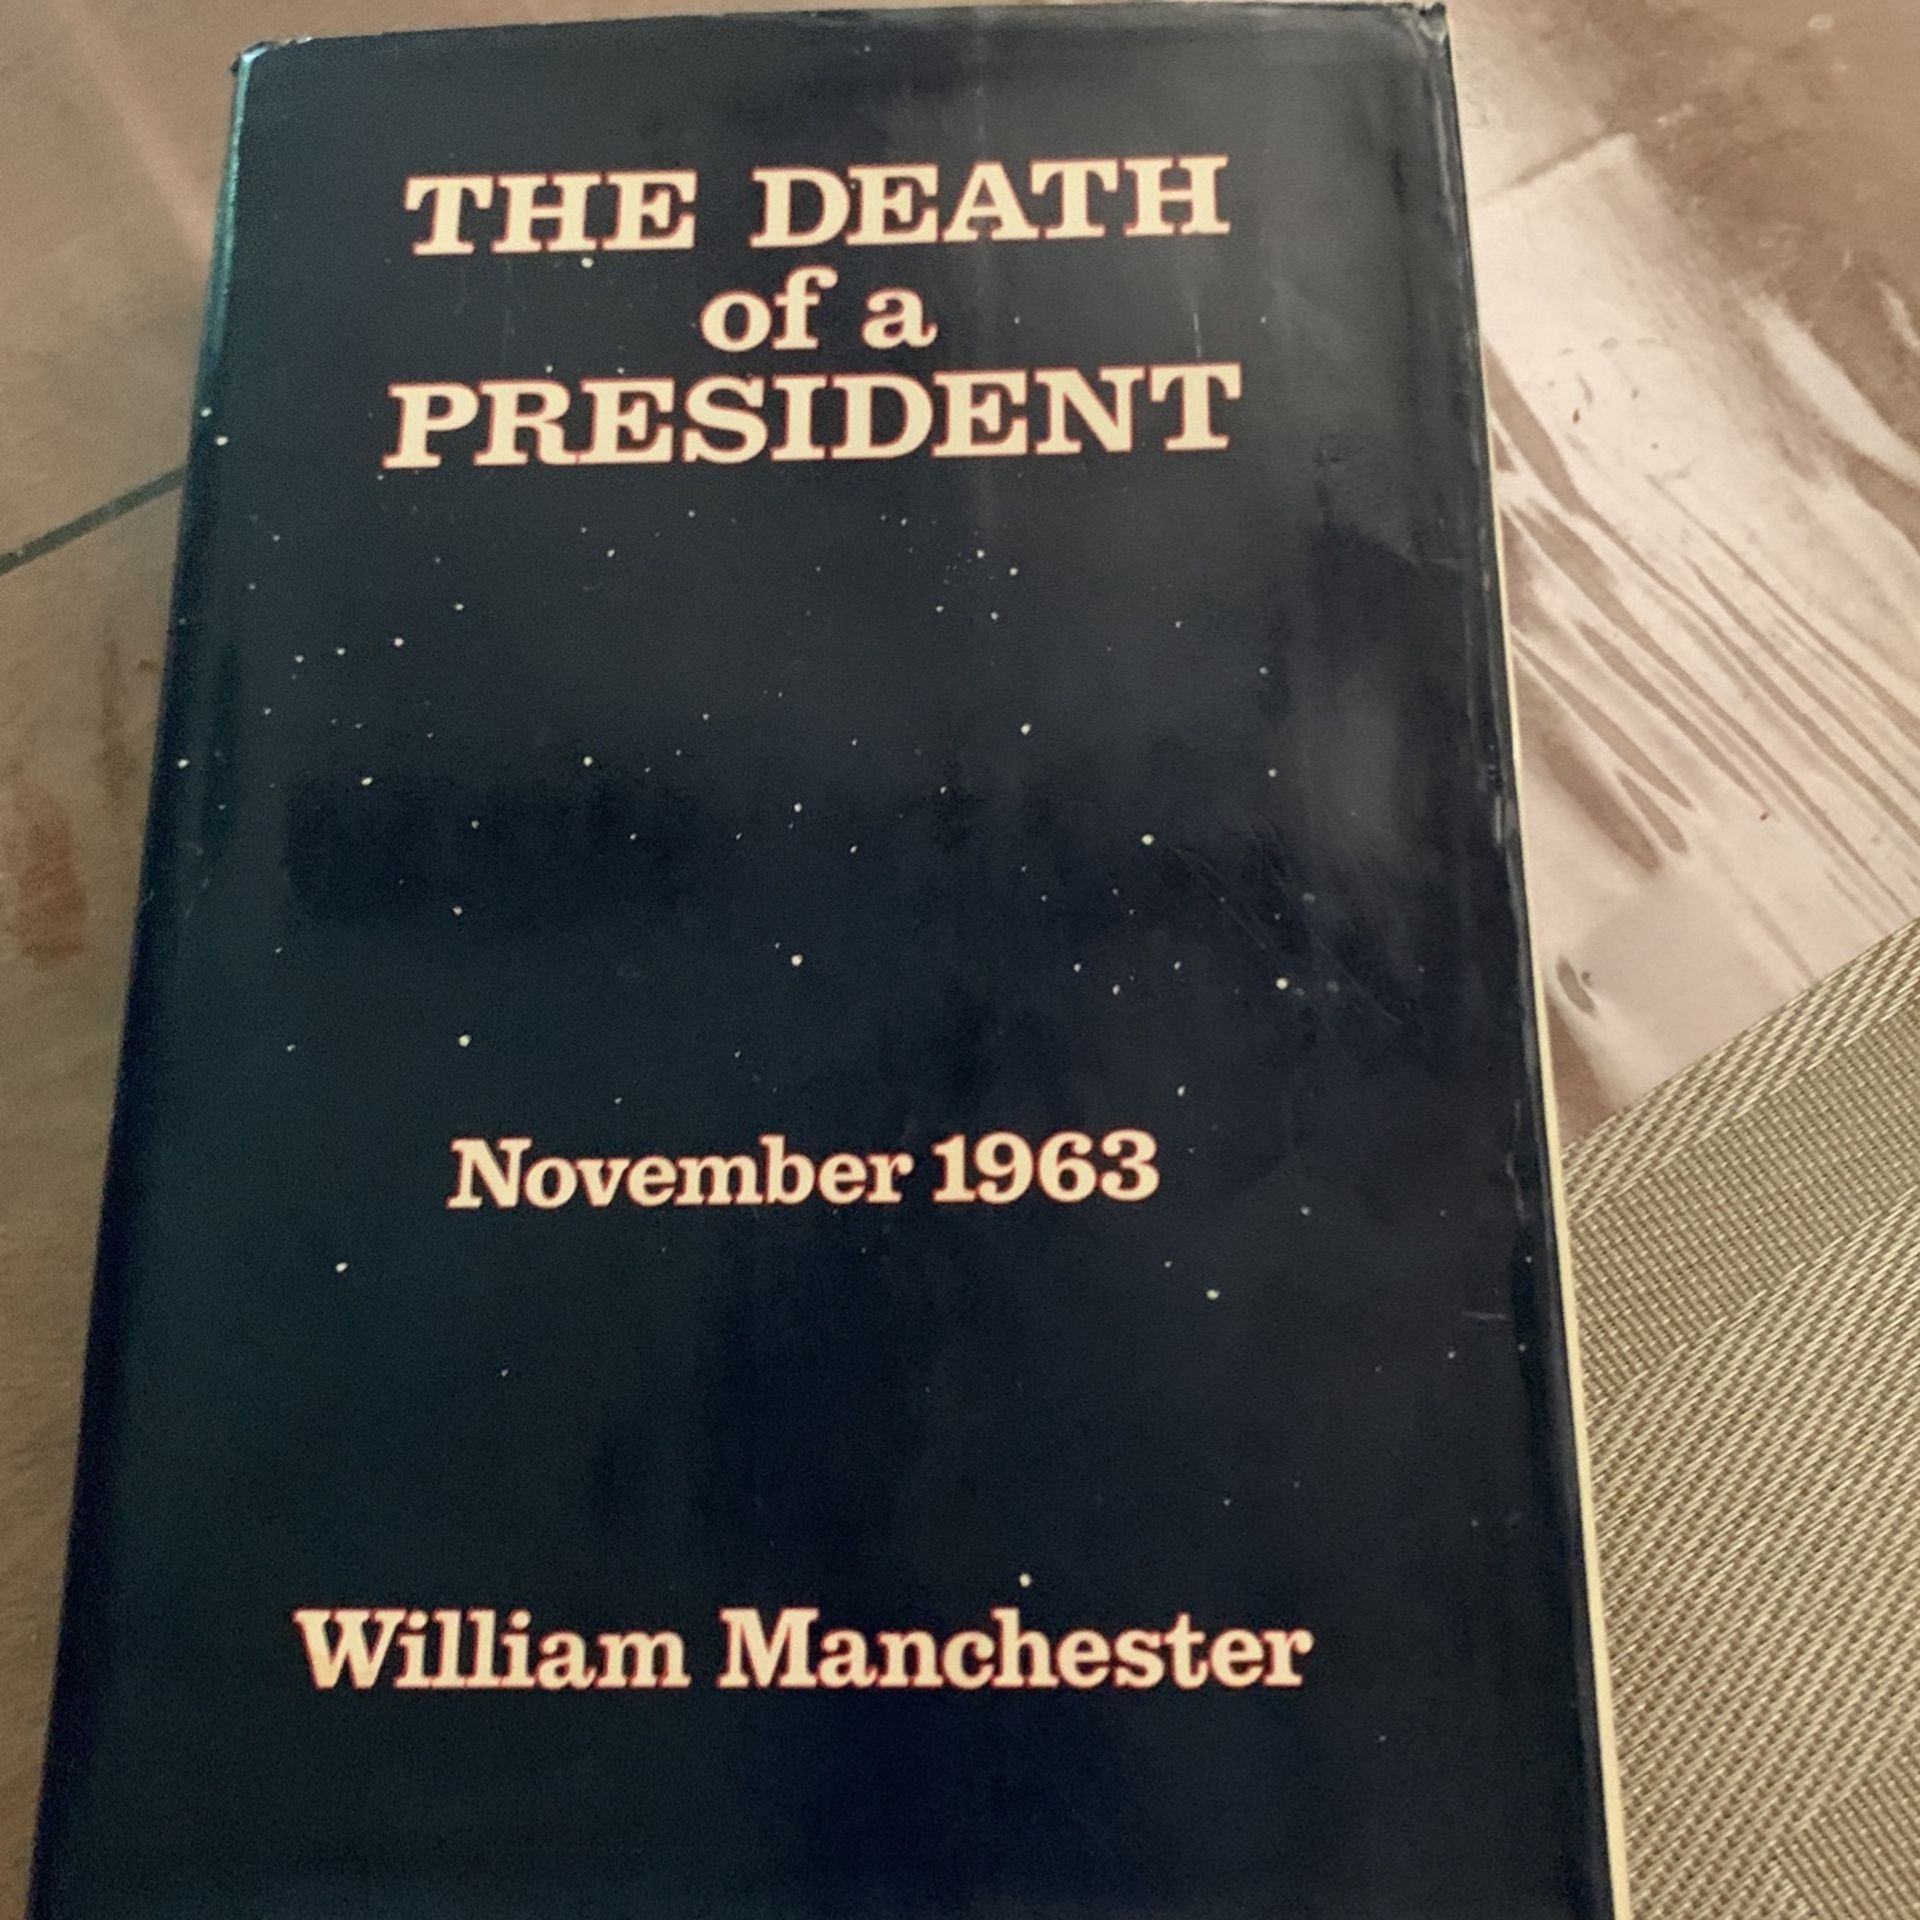 THE DEATH
of a
PRESIDENT
November 1963
William Manchester